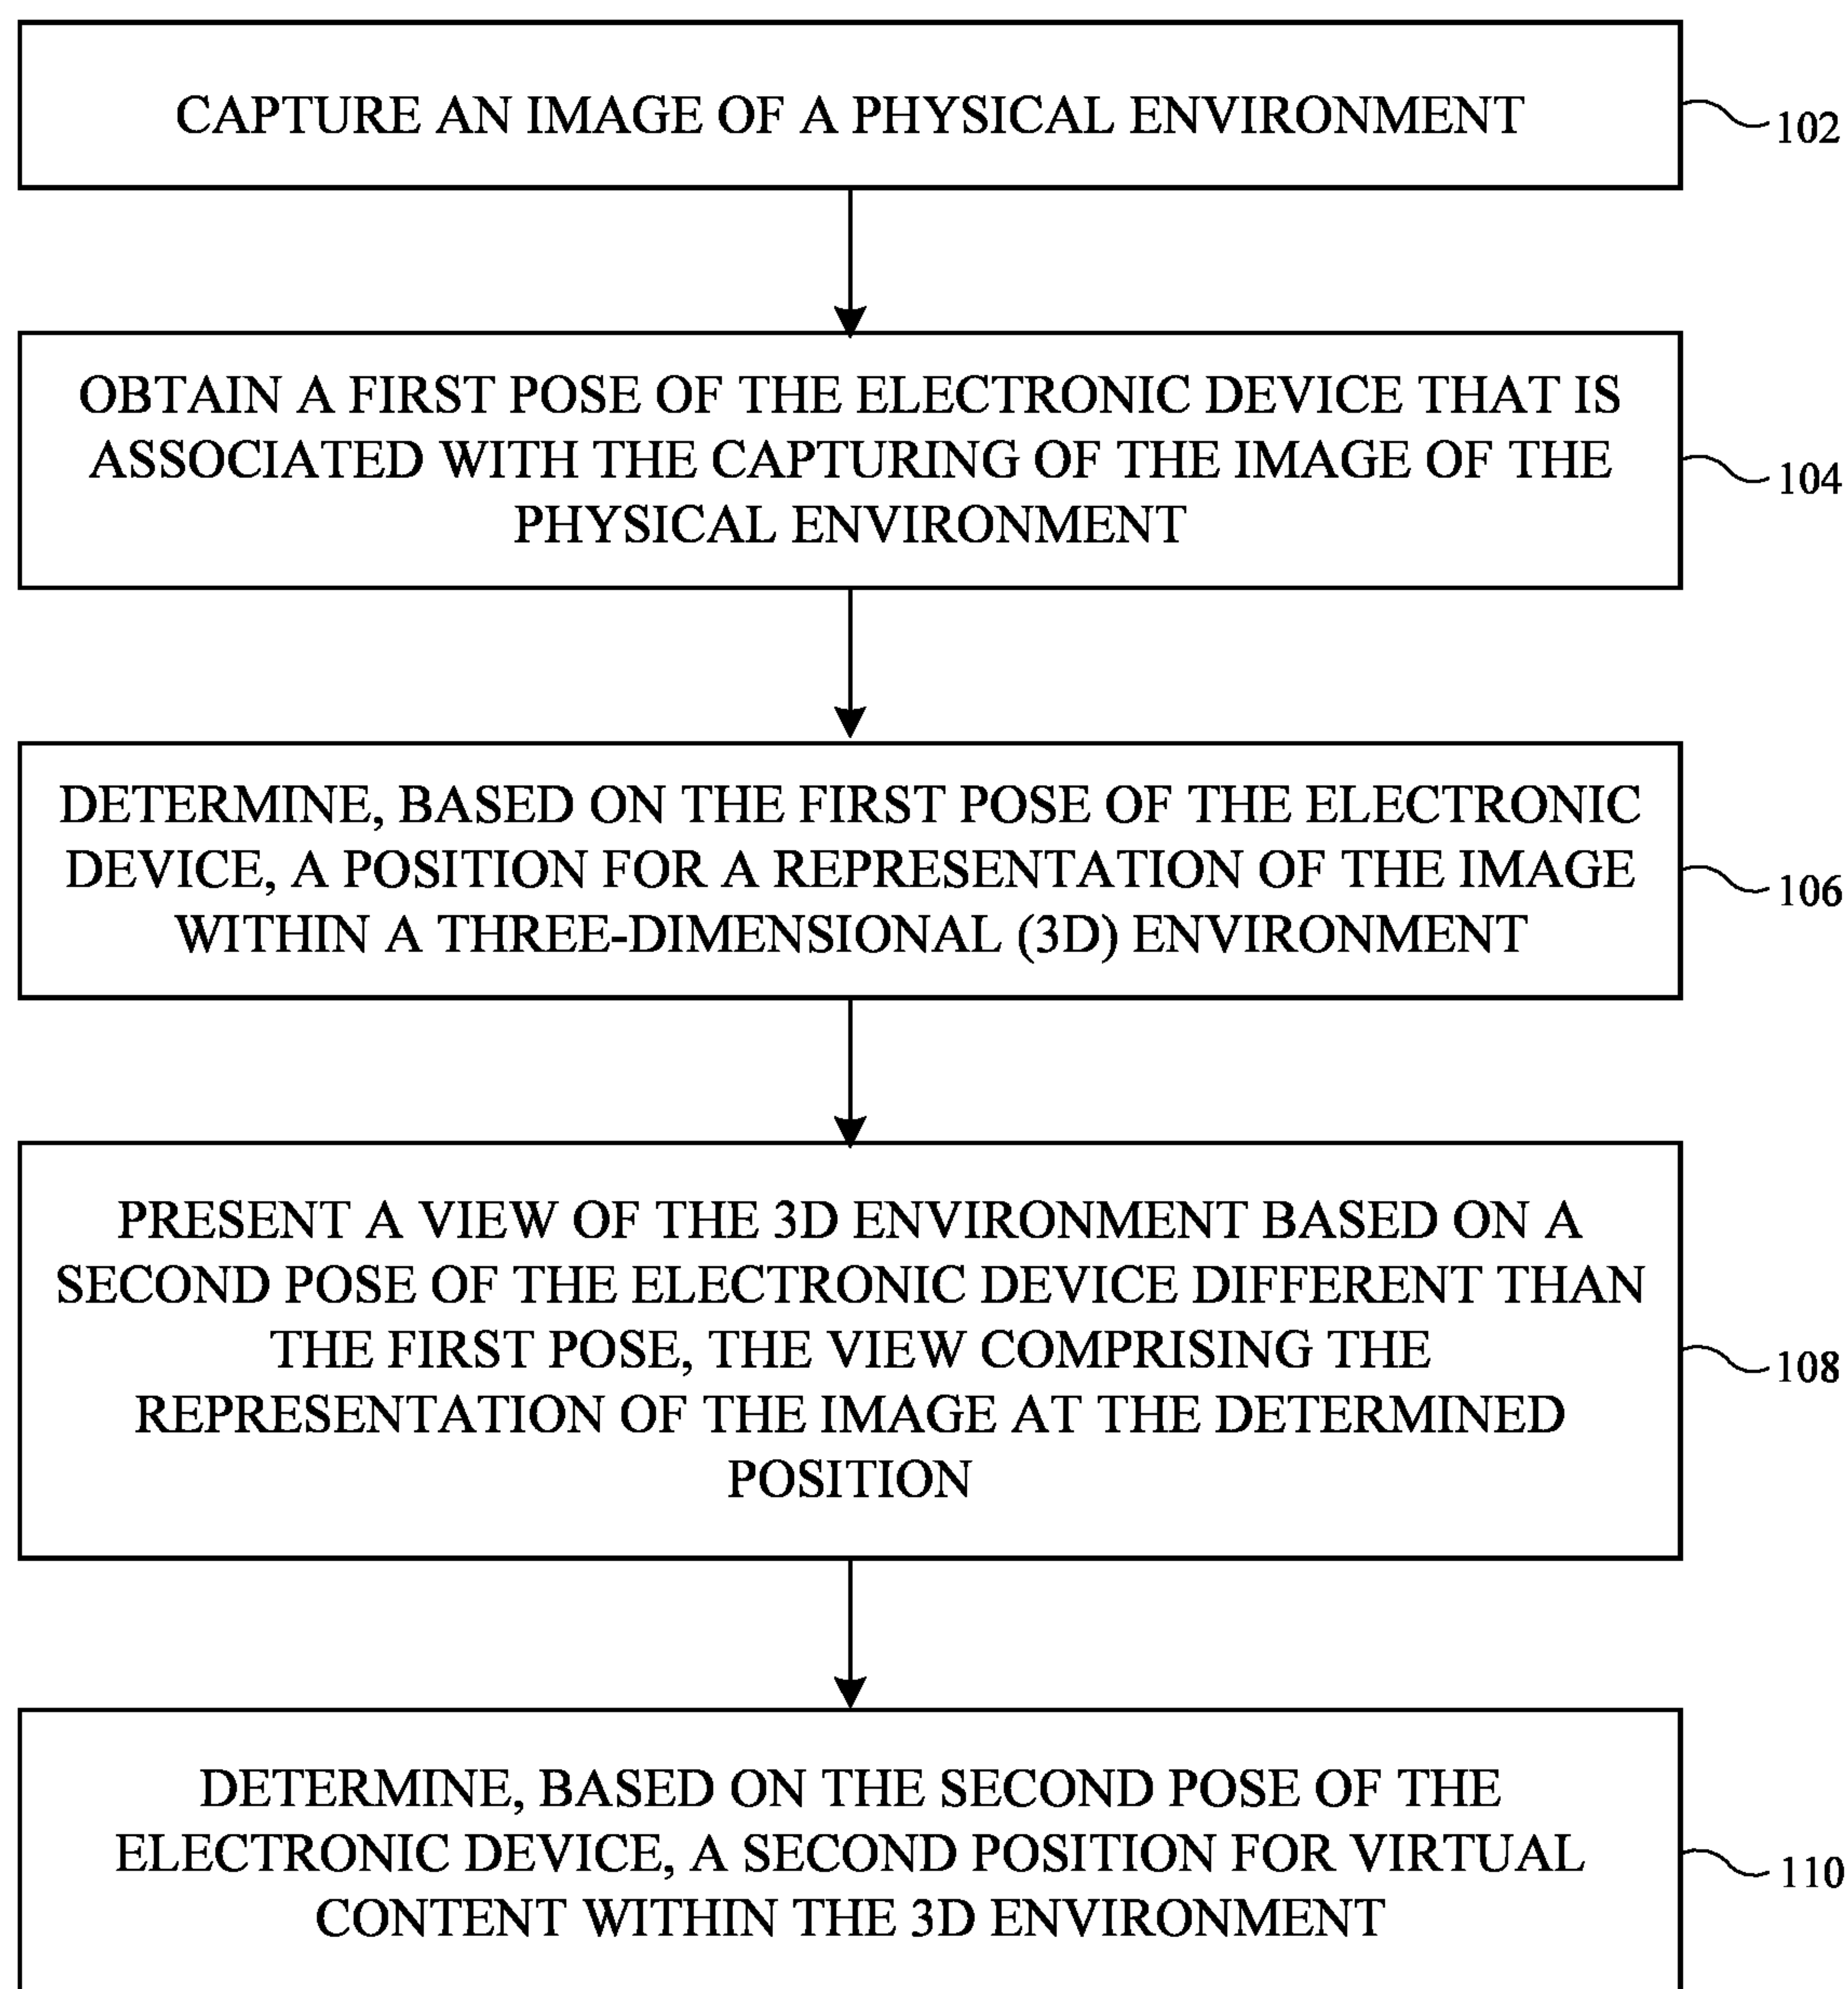 CAPTURE AN IMAGE OF A PHYSICAL ENVIRONMENT
102
OBTAIN A FIRST POSE OF THE ELECTRONIC DEVICE THAT IS
ASSOCIATED WITH THE CAPTURING OF THE IMAGE OF THE
PHYSICAL ENVIRONMENT
104
DETERMINE, BASED ON THE FIRST POSE OF THE ELECTRONIC
DEVICE, A POSITION FOR A REPRESENTATION OF THE IMAGE
WITHIN A THREE-DIMENSIONAL (3D) ENVIRONMENT
106
PRESENT A VIEW OF THE 3D ENVIRONMENT BASED ON A
SECOND POSE OF THE ELECTRONIC DEVICE DIFFERENT THAN
THE FIRST POSE, THE VIEW COMPRISING THE
REPRESENTATION OF THE IMAGE AT THE DETERMINED
POSITION
108
DETERMINE, BASED ON THE SECOND POSE OF THE
ELECTRONIC DEVICE, A SECOND POSITION FOR VIRTUAL
CONTENT WITHIN THE 3D ENVIRONMENT
110